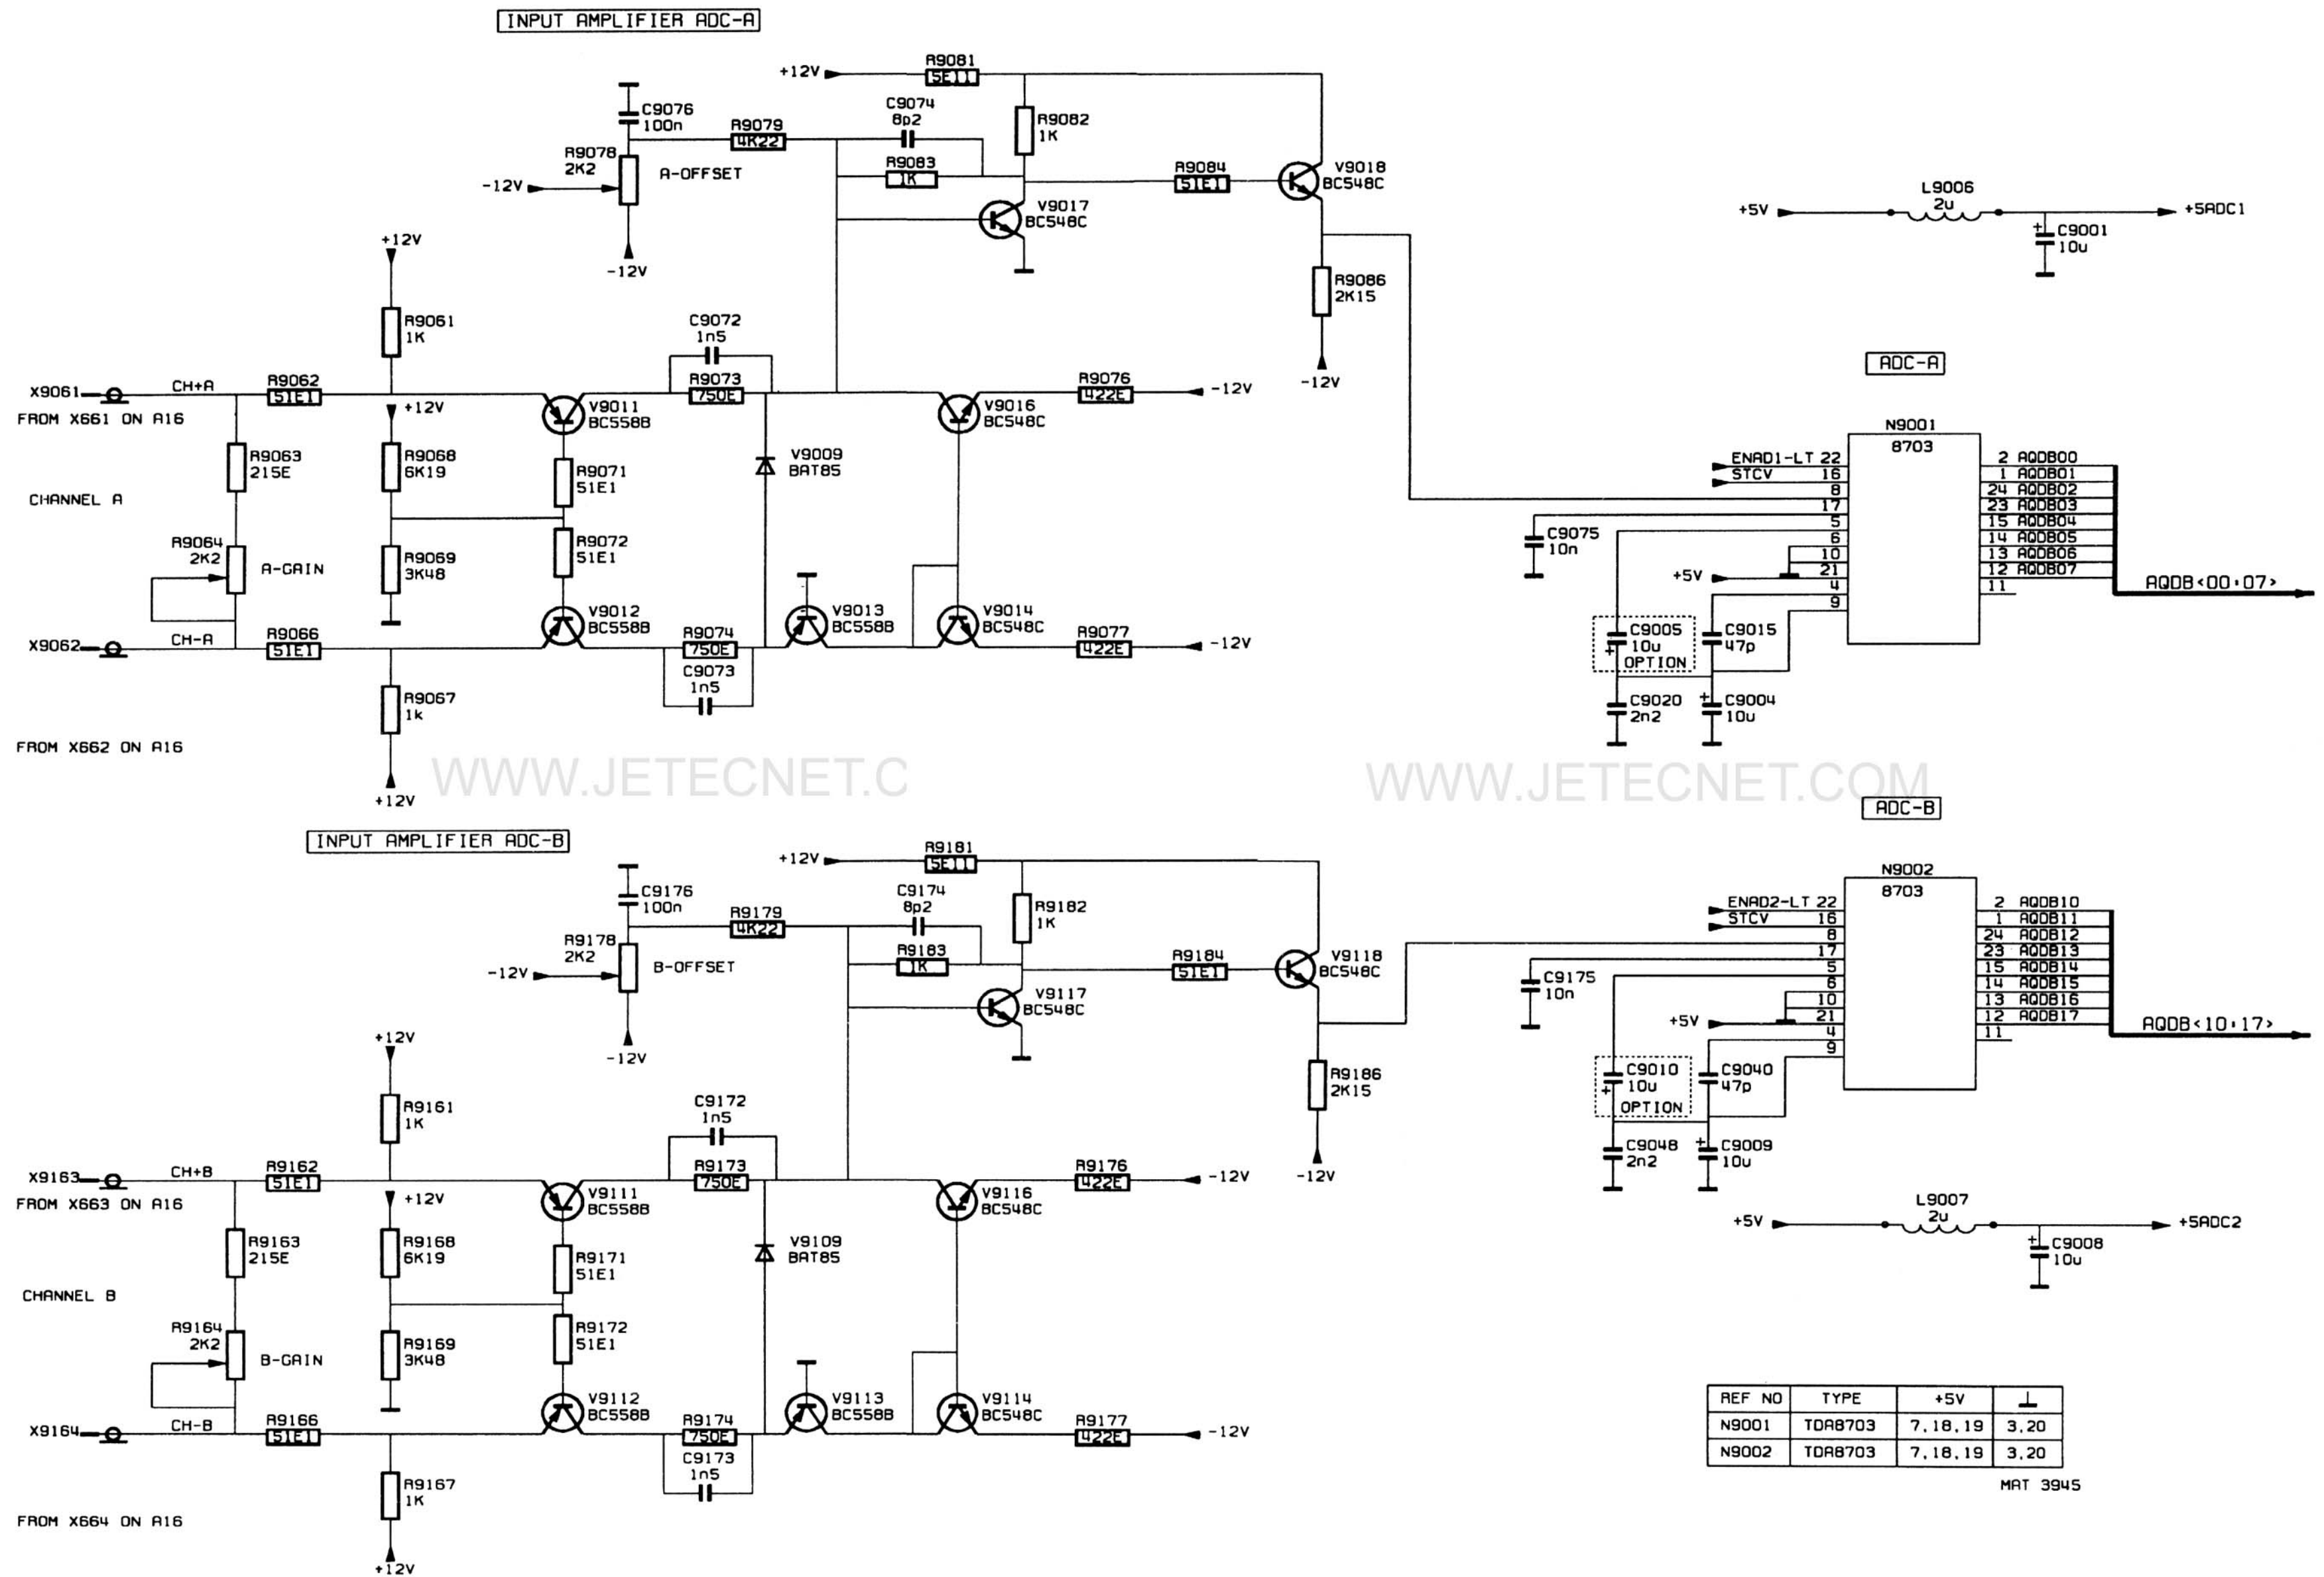 INPUT AMPLIFIER ADC-A
+12V
R9081
5E11
C9076
100n
R9079
4K22
C9074
8p2
R9082
1K
R9078
2K2
A-OFFSET
-12V
R9083
1K
R9084
51E1
V9018
BC548C
V9017
BC548C
-12V
R9086
2K15
-12V
+5V
L9006
2u
+5ADC1
C9001
10u
+12V
R9061
1K
C9072
1n5
X9061
CH+A
R9062
51E1
R9073
750E
R9076
422E
-12V
FROM X661 ON A16
+12V
V9011
BC558B
V9016
BC548C
R9063
215E
R9068
6K19
R9071
51E1
V9009
BAT85
CHANNEL A
R9064
2K2
A-GAIN
R9069
3K48
R9072
51E1
V9012
BC558B
V9013
BC558B
V9014
BC548C
X9062
CH-A
R9066
51E1
R9074
750E
R9077
422E
-12V
C9073
1n5
R9067
1k
FROM X662 ON A16
+12V
ADC-A
N9001
8703
ENAD1-LT 22
STCV 16
8
17
5
6
10
21
4
9
+5V
2 AQDB00
1 AQDB01
24 AQDB02
23 AQDB03
15 AQDB04
14 AQDB05
13 AQDB06
12 AQDB07
11
AQDB<00:07>
C9075
10n
C9005
10u
OPTION
C9015
47p
C9020
2n2
C9004
10u
WWW.JETECNET.C
WWW.JETECNET.COM
INPUT AMPLIFIER ADC-B
+12V
R9181
5E11
C9176
100n
R9179
4K22
C9174
8p2
R9182
1K
R9178
2K2
B-OFFSET
-12V
R9183
1K
R9184
51E1
V9118
BC548C
V9117
BC548C
-12V
R9186
2K15
-12V
+12V
R9161
1K
C9172
1n5
X9163
CH+B
R9162
51E1
R9173
750E
R9176
422E
-12V
FROM X663 ON A16
+12V
V9111
BC558B
V9116
BC548C
R9163
215E
R9168
6K19
R9171
51E1
V9109
BAT85
CHANNEL B
R9164
2K2
B-GAIN
R9169
3K48
R9172
51E1
V9112
BC558B
V9113
BC558B
V9114
BC548C
X9164
CH-B
R9166
51E1
R9174
750E
R9177
422E
-12V
C9173
1n5
R9167
1K
FROM X664 ON A16
+12V
ADC-B
N9002
8703
ENAD2-LT 22
STCV 16
8
17
5
6
10
21
4
9
+5V
2 AQDB10
1 AQDB11
24 AQDB12
23 AQDB13
15 AQDB14
14 AQDB15
13 AQDB16
12 AQDB17
11
AQDB<10:17>
C9175
10n
C9010
10u
OPTION
C9040
47p
C9048
2n2
C9009
10u
+5V
L9007
2u
+5ADC2
C9008
10u
REF NO TYPE +5V
N9001 TDA8703 7,18,19 3,20
N9002 TDA8703 7,18,19 3,20
MAT 3945